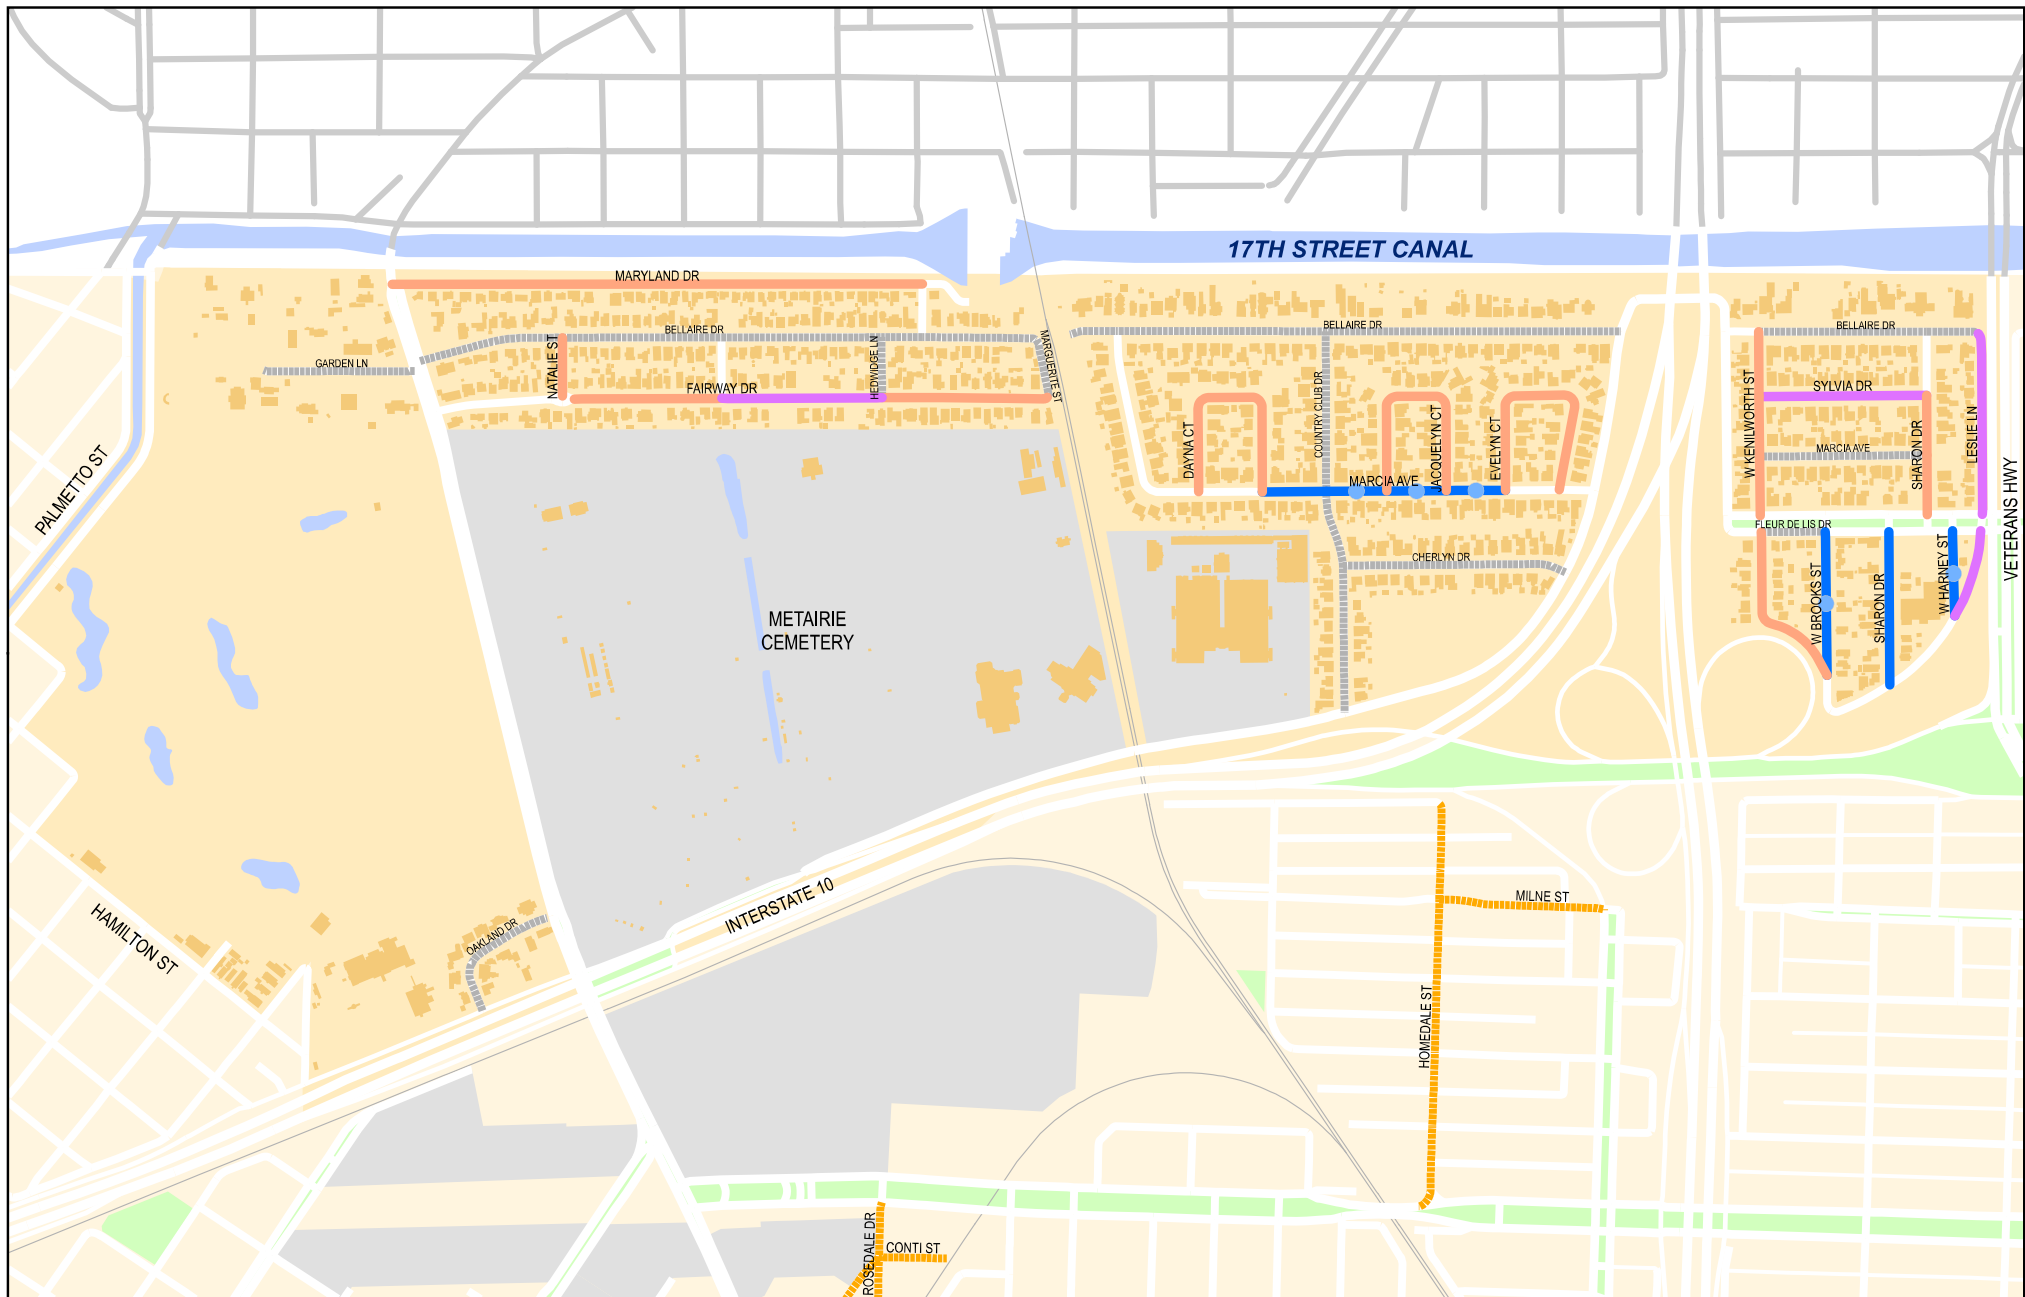 17TH STREET CANAL
MARYLAND DR
BELLAIRE DR
BELLAIRE DR
BELLAIRE DR
NATALIE ST
HEDWIDGE LN
MARGUERITE ST
GARDEN LN
FAIRWAY DR
COUNTRY CLUB DR
W KENILWORTH ST
SYLVIA DR
LESLIE LN
SHARON DR
MARCIA AVE
DAYNA CT
JACQUELYN CT
EVELYN CT
MARCIA AVE
PALMETTO ST
VETERANS HWY
FLEUR DE LIS DR
CHERLYN DR
W BROOKS ST
SHARON DR
W HARNEY ST
METAIRIE
CEMETERY
INTERSTATE 10
MILNE ST
HAMILTON ST
OAKLAND DR
HOMEDALE ST
ROSEDALE DR
CONTI ST